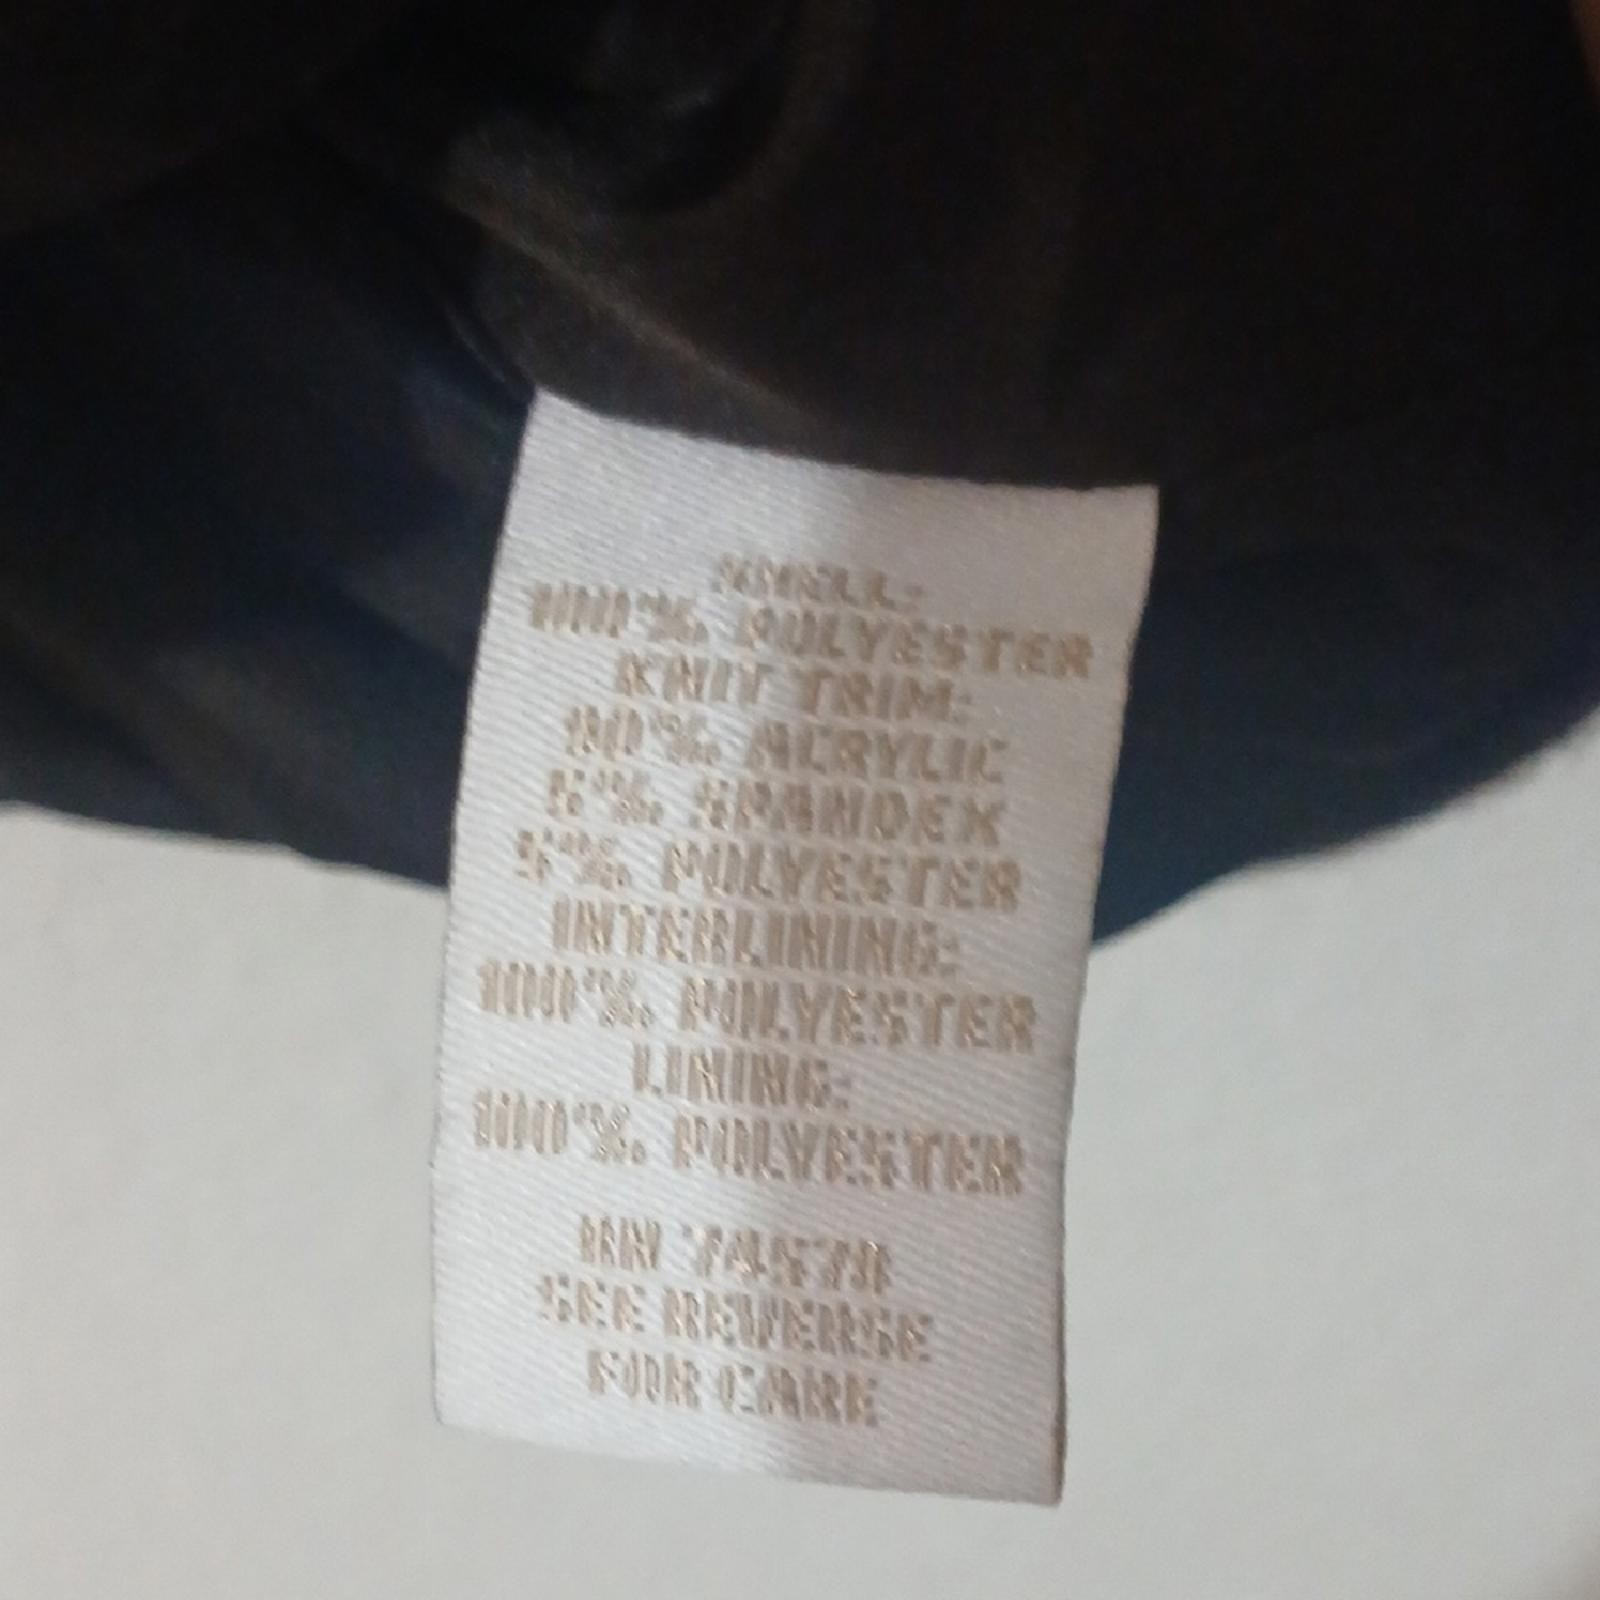 SHELL:
100% POLYESTER
KNIT TRIM:
90% ACRYLIC
5% SPANDEX
5% POLYESTER
INTERLINING:
100% POLYESTER
LINING:
100% POLYESTER
RN
SEE REVERSE
FOR CARE